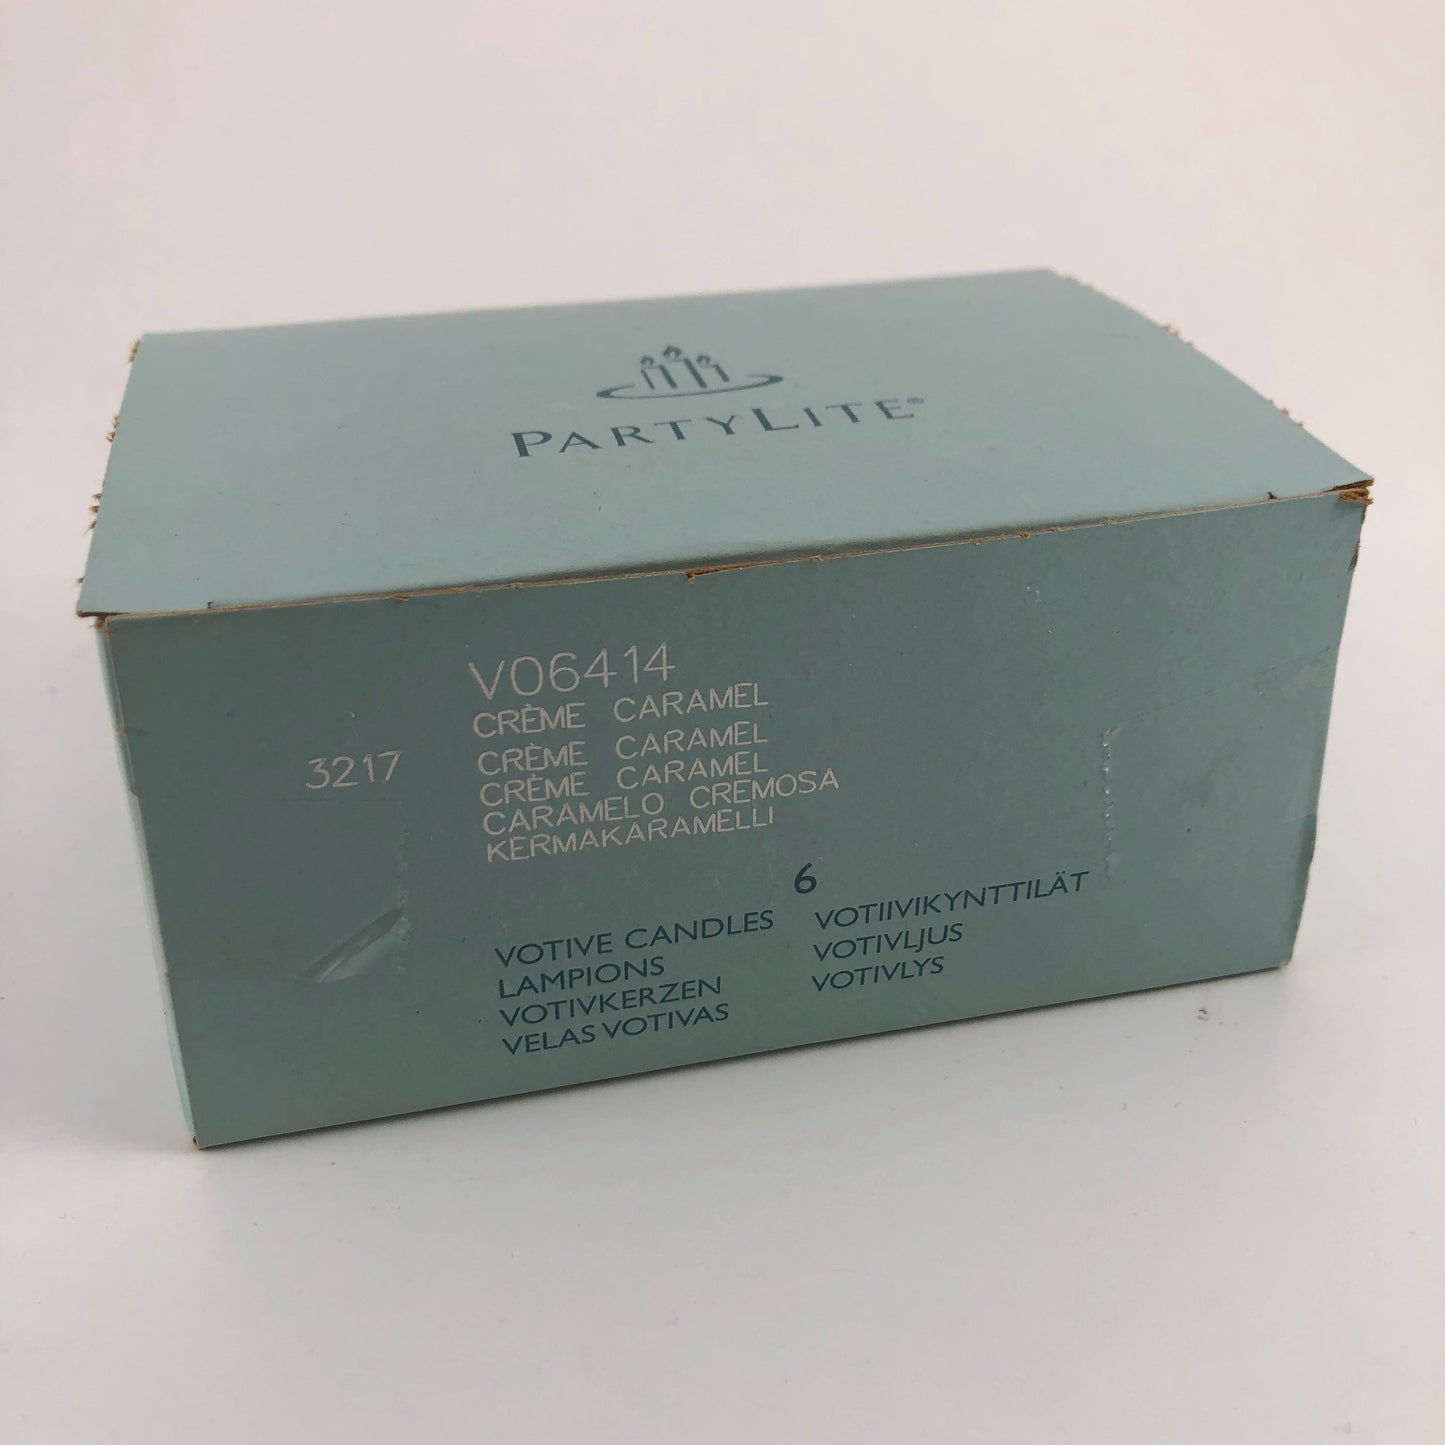 PARTYLITE®
V06414
CRÈME CARAMEL
CRÈME CARAMEL
CRÈME CARAMEL
CARAMELO CREMOSA
KERMAKARAMELLI
3217
6
VOTIVE CANDLES
LAMPIONS
VOTIVKERZEN
VELAS VOTIVAS
VOTIIVIKYNTTILÄT
VOTIVLJUS
VOTIVLYS